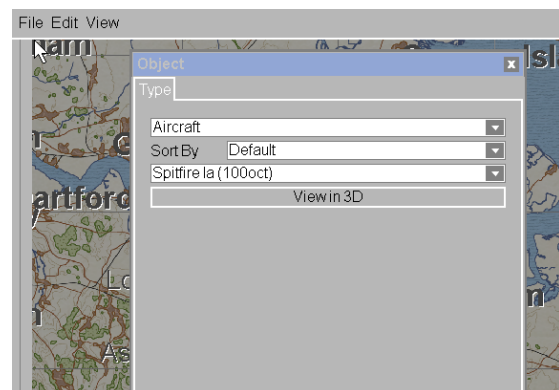 File Edit View
Object
Type
Aircraft
Sort By Default
Spitfire Ia (100oct)
View in 3D
artford